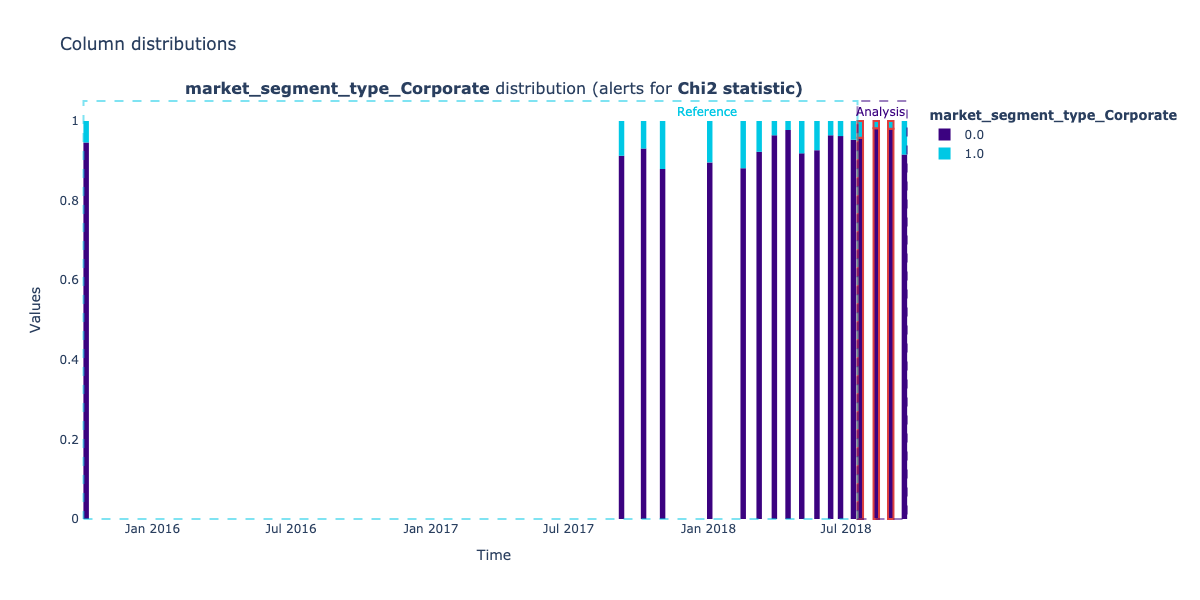 Column distributions
market_segment_type_Corporate distribution (alerts for Chi2 statistic)
Reference
Analysis
market_segment_type_Corporate
0.0
1.0
1
0.8
0.6
0.4
0.2
0
Values
Jan 2016
Jul 2016
Jan 2017
Jul 2017
Jan 2018
Jul 2018
Time